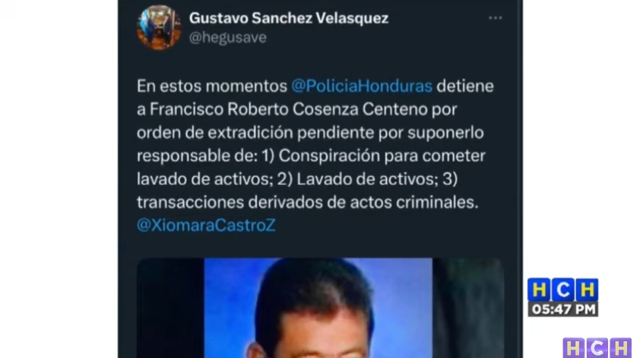 Gustavo Sanchez Velasquez
@hegusave
En estos momentos @PoliciaHonduras detiene
a Francisco Roberto Cosenza Centeno por
orden de extradición pendiente por suponerlo
responsable de: 1) Conspiración para cometer
lavado de activos; 2) Lavado de activos; 3)
transacciones derivados de actos criminales.
@XiomaraCastroZ
HCH
05:47 PM
HCH